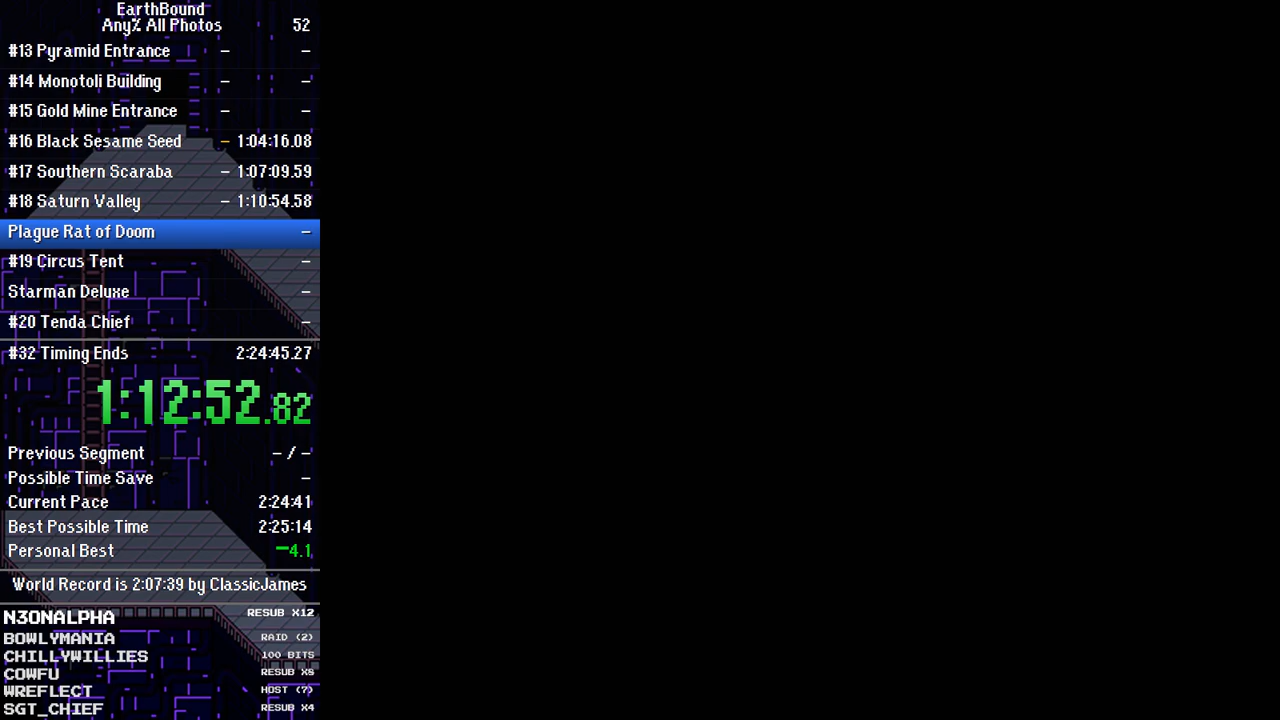 EarthBound
Any% All Photos 52
#13 Pyramid Entrance – –
#14 Monotoli Building – –
#15 Gold Mine Entrance – –
#16 Black Sesame Seed – 1:04:16.08
#17 Southern Scaraba – 1:07:09.59
#18 Saturn Valley – 1:10:54.58
Plague Rat of Doom –
#19 Circus Tent –
Starman Deluxe –
#20 Tenda Chief –
#32 Timing Ends 2:24:45.27
1:12:52.82
Previous Segment – / –
Possible Time Save –
Current Pace 2:24:41
Best Possible Time 2:25:14
Personal Best −4.1
World Record is 2:07:39 by ClassicJames
N3ONALPHA RESUB X12
BOWLYMANIA RAID (2)
CHILLYWILLIES 100 BITS
COWFU RESUB X8
WREFLECT HOST (?)
SGT_CHIEF RESUB X4